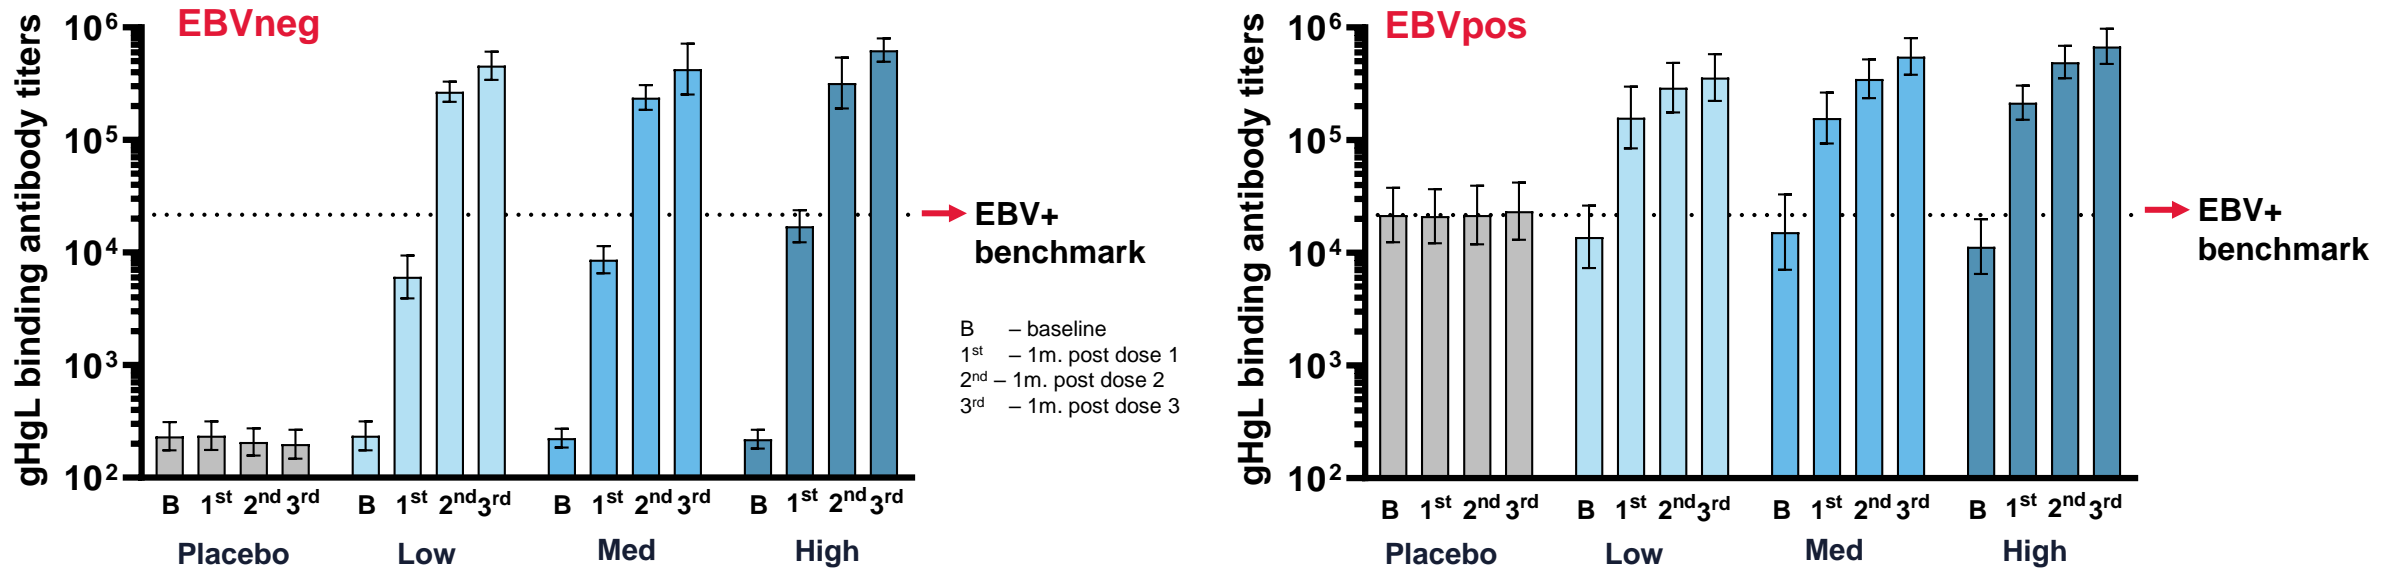 EBVneg
gHgL binding antibody titers
10⁶
10⁵
10⁴
10³
10²
B 1st 2nd 3rd B 1st 2nd 3rd B 1st 2nd 3rd B 1st 2nd 3rd
Placebo Low Med High
EBV+
benchmark
B – baseline
1st – 1m. post dose 1
2nd – 1m. post dose 2
3rd – 1m. post dose 3
EBVpos
gHgL binding antibody titers
10⁶
10⁵
10⁴
10³
10²
B 1st 2nd 3rd B 1st 2nd 3rd B 1st 2nd 3rd B 1st 2nd 3rd
Placebo Low Med High
EBV+
benchmark